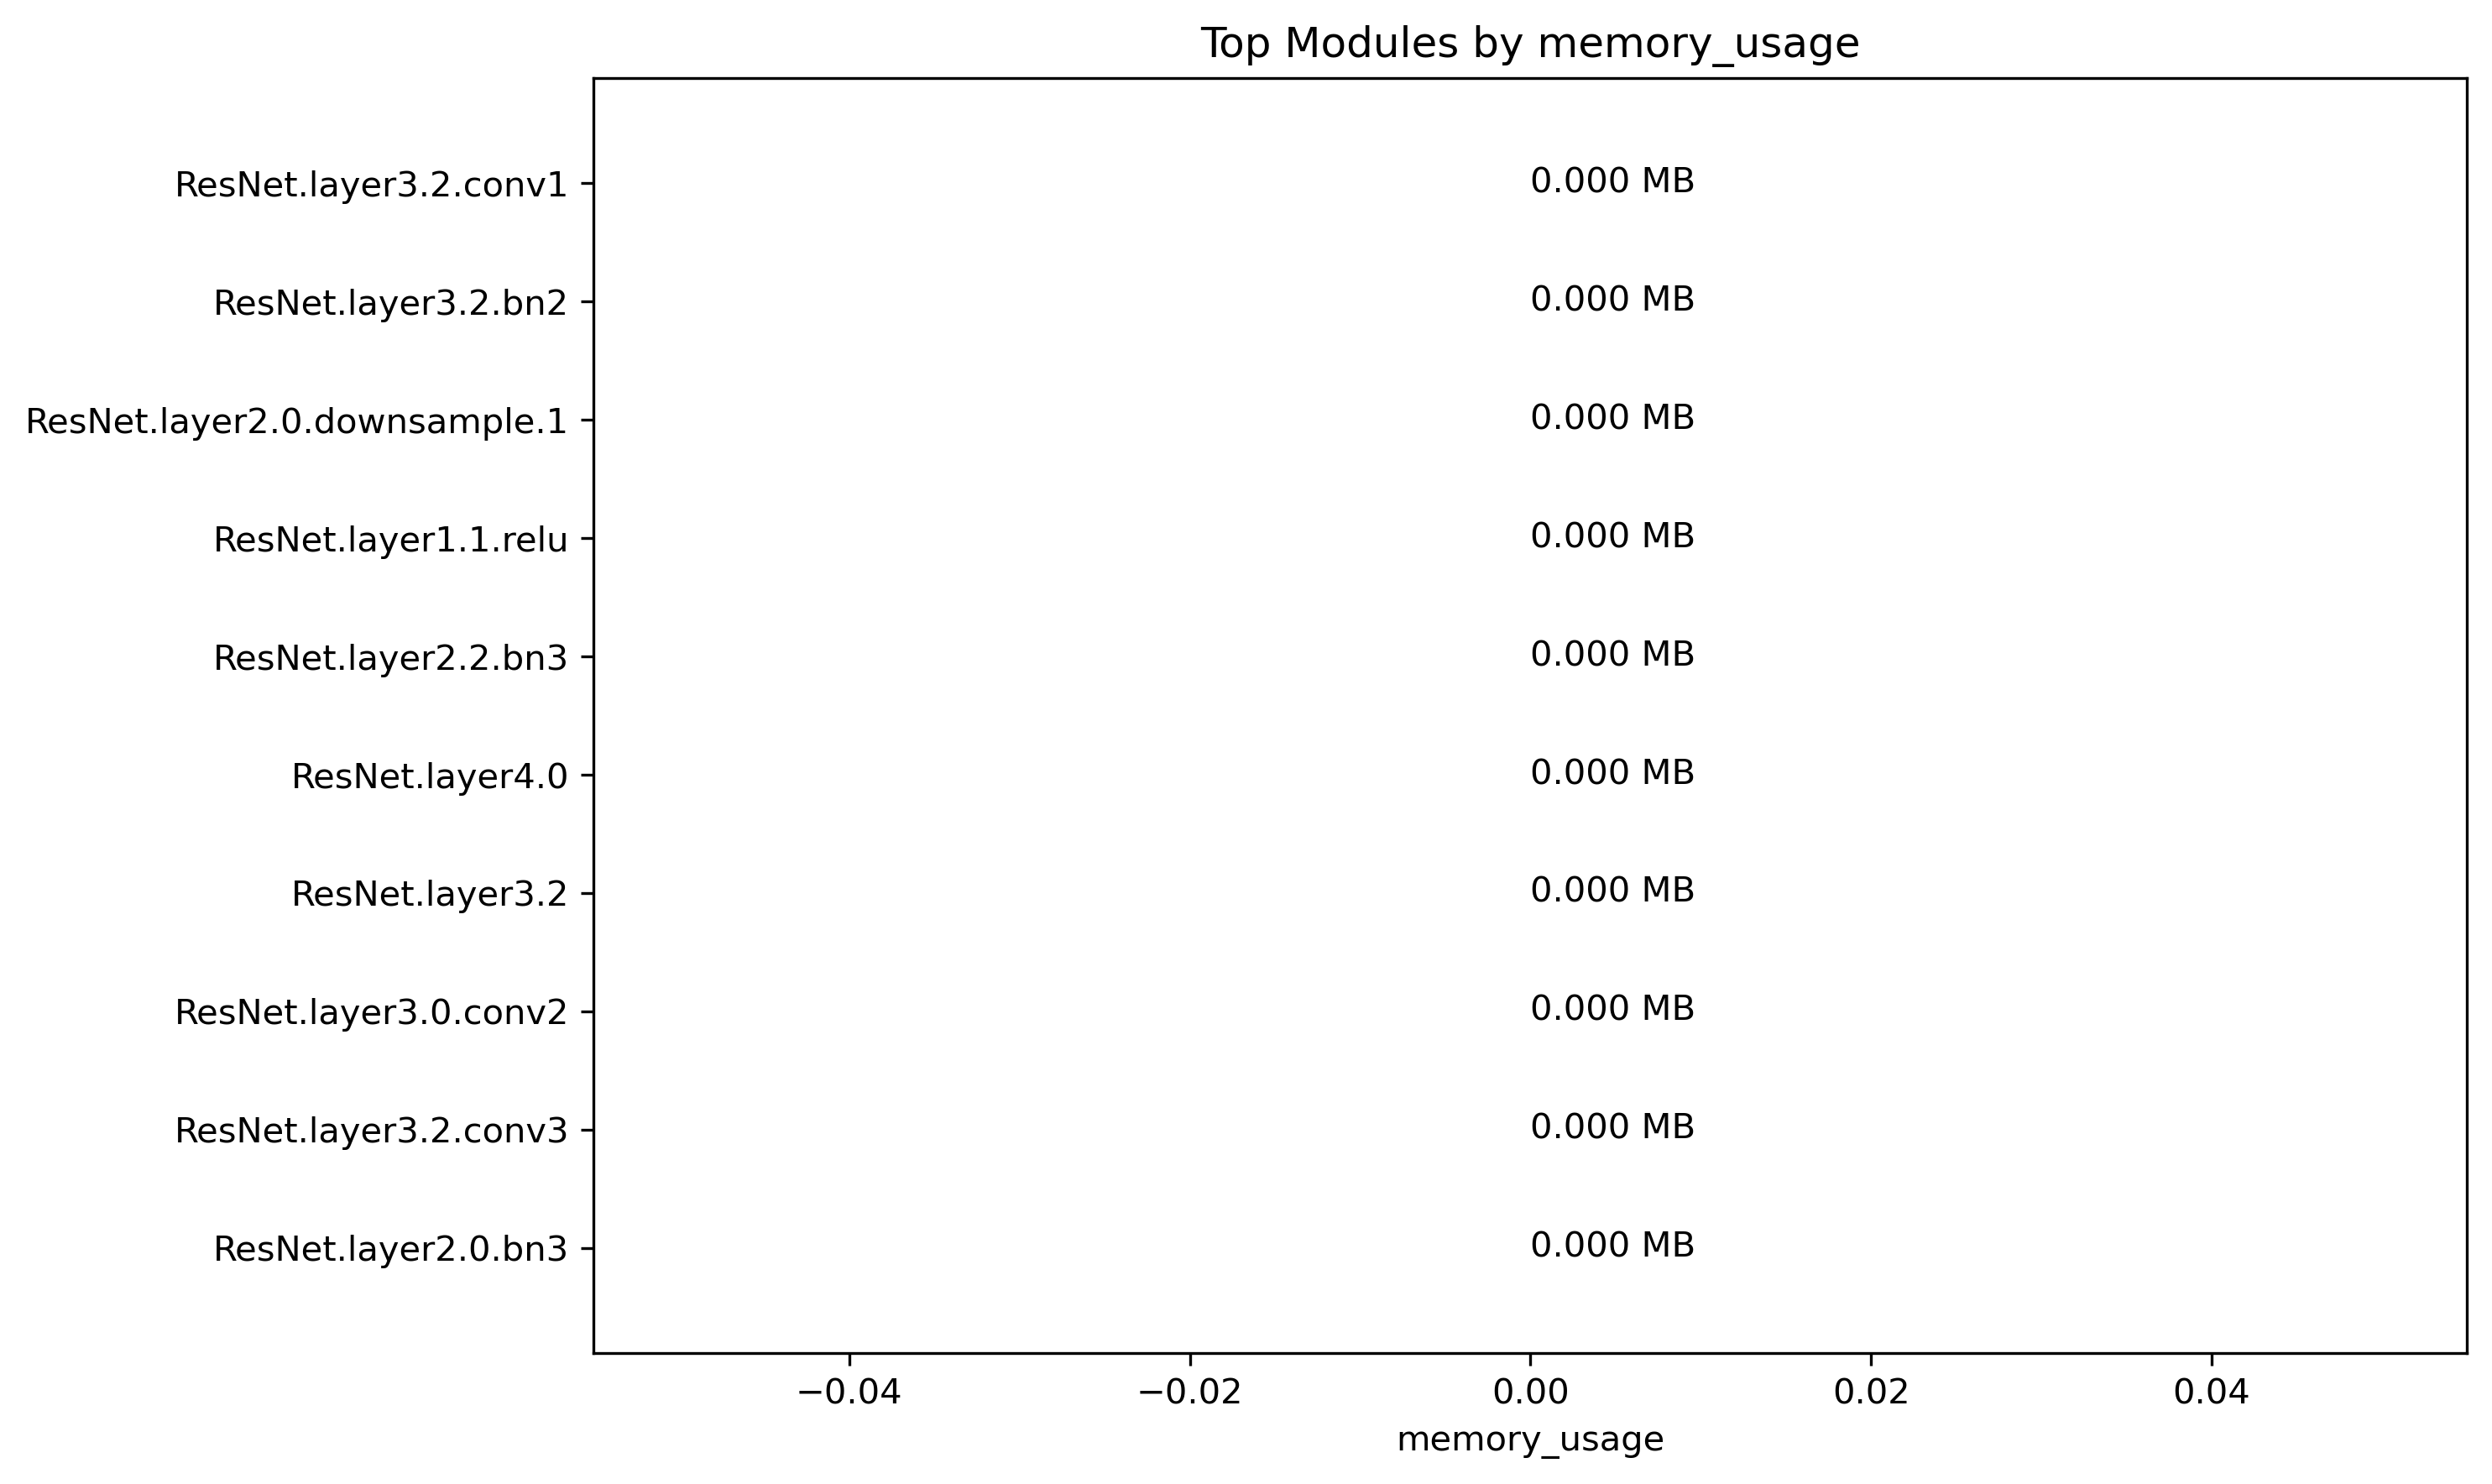 Top Modules by memory_usage
ResNet.layer3.2.conv1 0.000 MB
ResNet.layer3.2.bn2 0.000 MB
ResNet.layer2.0.downsample.1 0.000 MB
ResNet.layer1.1.relu 0.000 MB
ResNet.layer2.2.bn3 0.000 MB
ResNet.layer4.0 0.000 MB
ResNet.layer3.2 0.000 MB
ResNet.layer3.0.conv2 0.000 MB
ResNet.layer3.2.conv3 0.000 MB
ResNet.layer2.0.bn3 0.000 MB
−0.04 −0.02 0.00 0.02 0.04
memory_usage